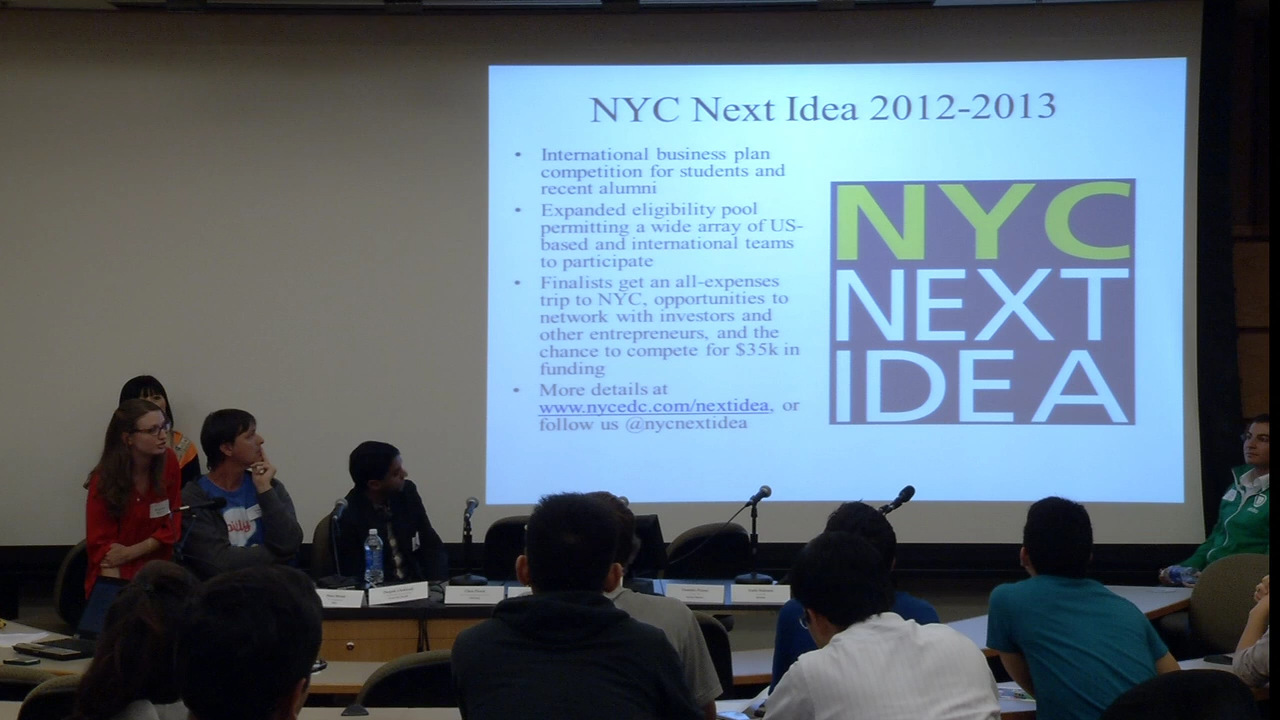 NYC Next Idea 2012-2013
• International business plan
competition for students and
recent alumni
• Expanded eligibility pool
permitting a wide array of US-
based and international teams
to participate
• Finalists get an all-expenses
trip to NYC, opportunities to
network with investors and
other entrepreneurs, and the
chance to compete for $35k in
funding
• More details at
www.nycedc.com/nextidea, or
follow us @nycnextidea
NYC
NEXT
IDEA